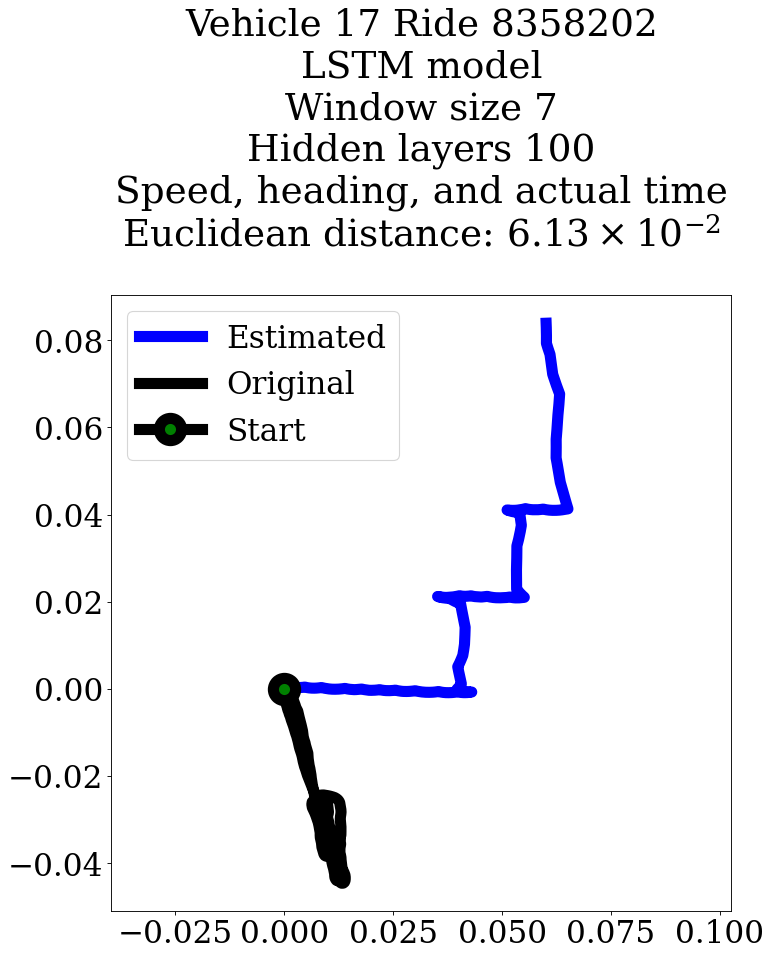 Vehicle 17 Ride 8358202
LSTM model
Window size 7
Hidden layers 100
Speed, heading, and actual time
Euclidean distance: 6.13 × 10⁻²
Estimated
Original
Start
0.08
0.06
0.04
0.02
0.00
−0.02
−0.04
−0.025 0.000 0.025 0.050 0.075 0.100